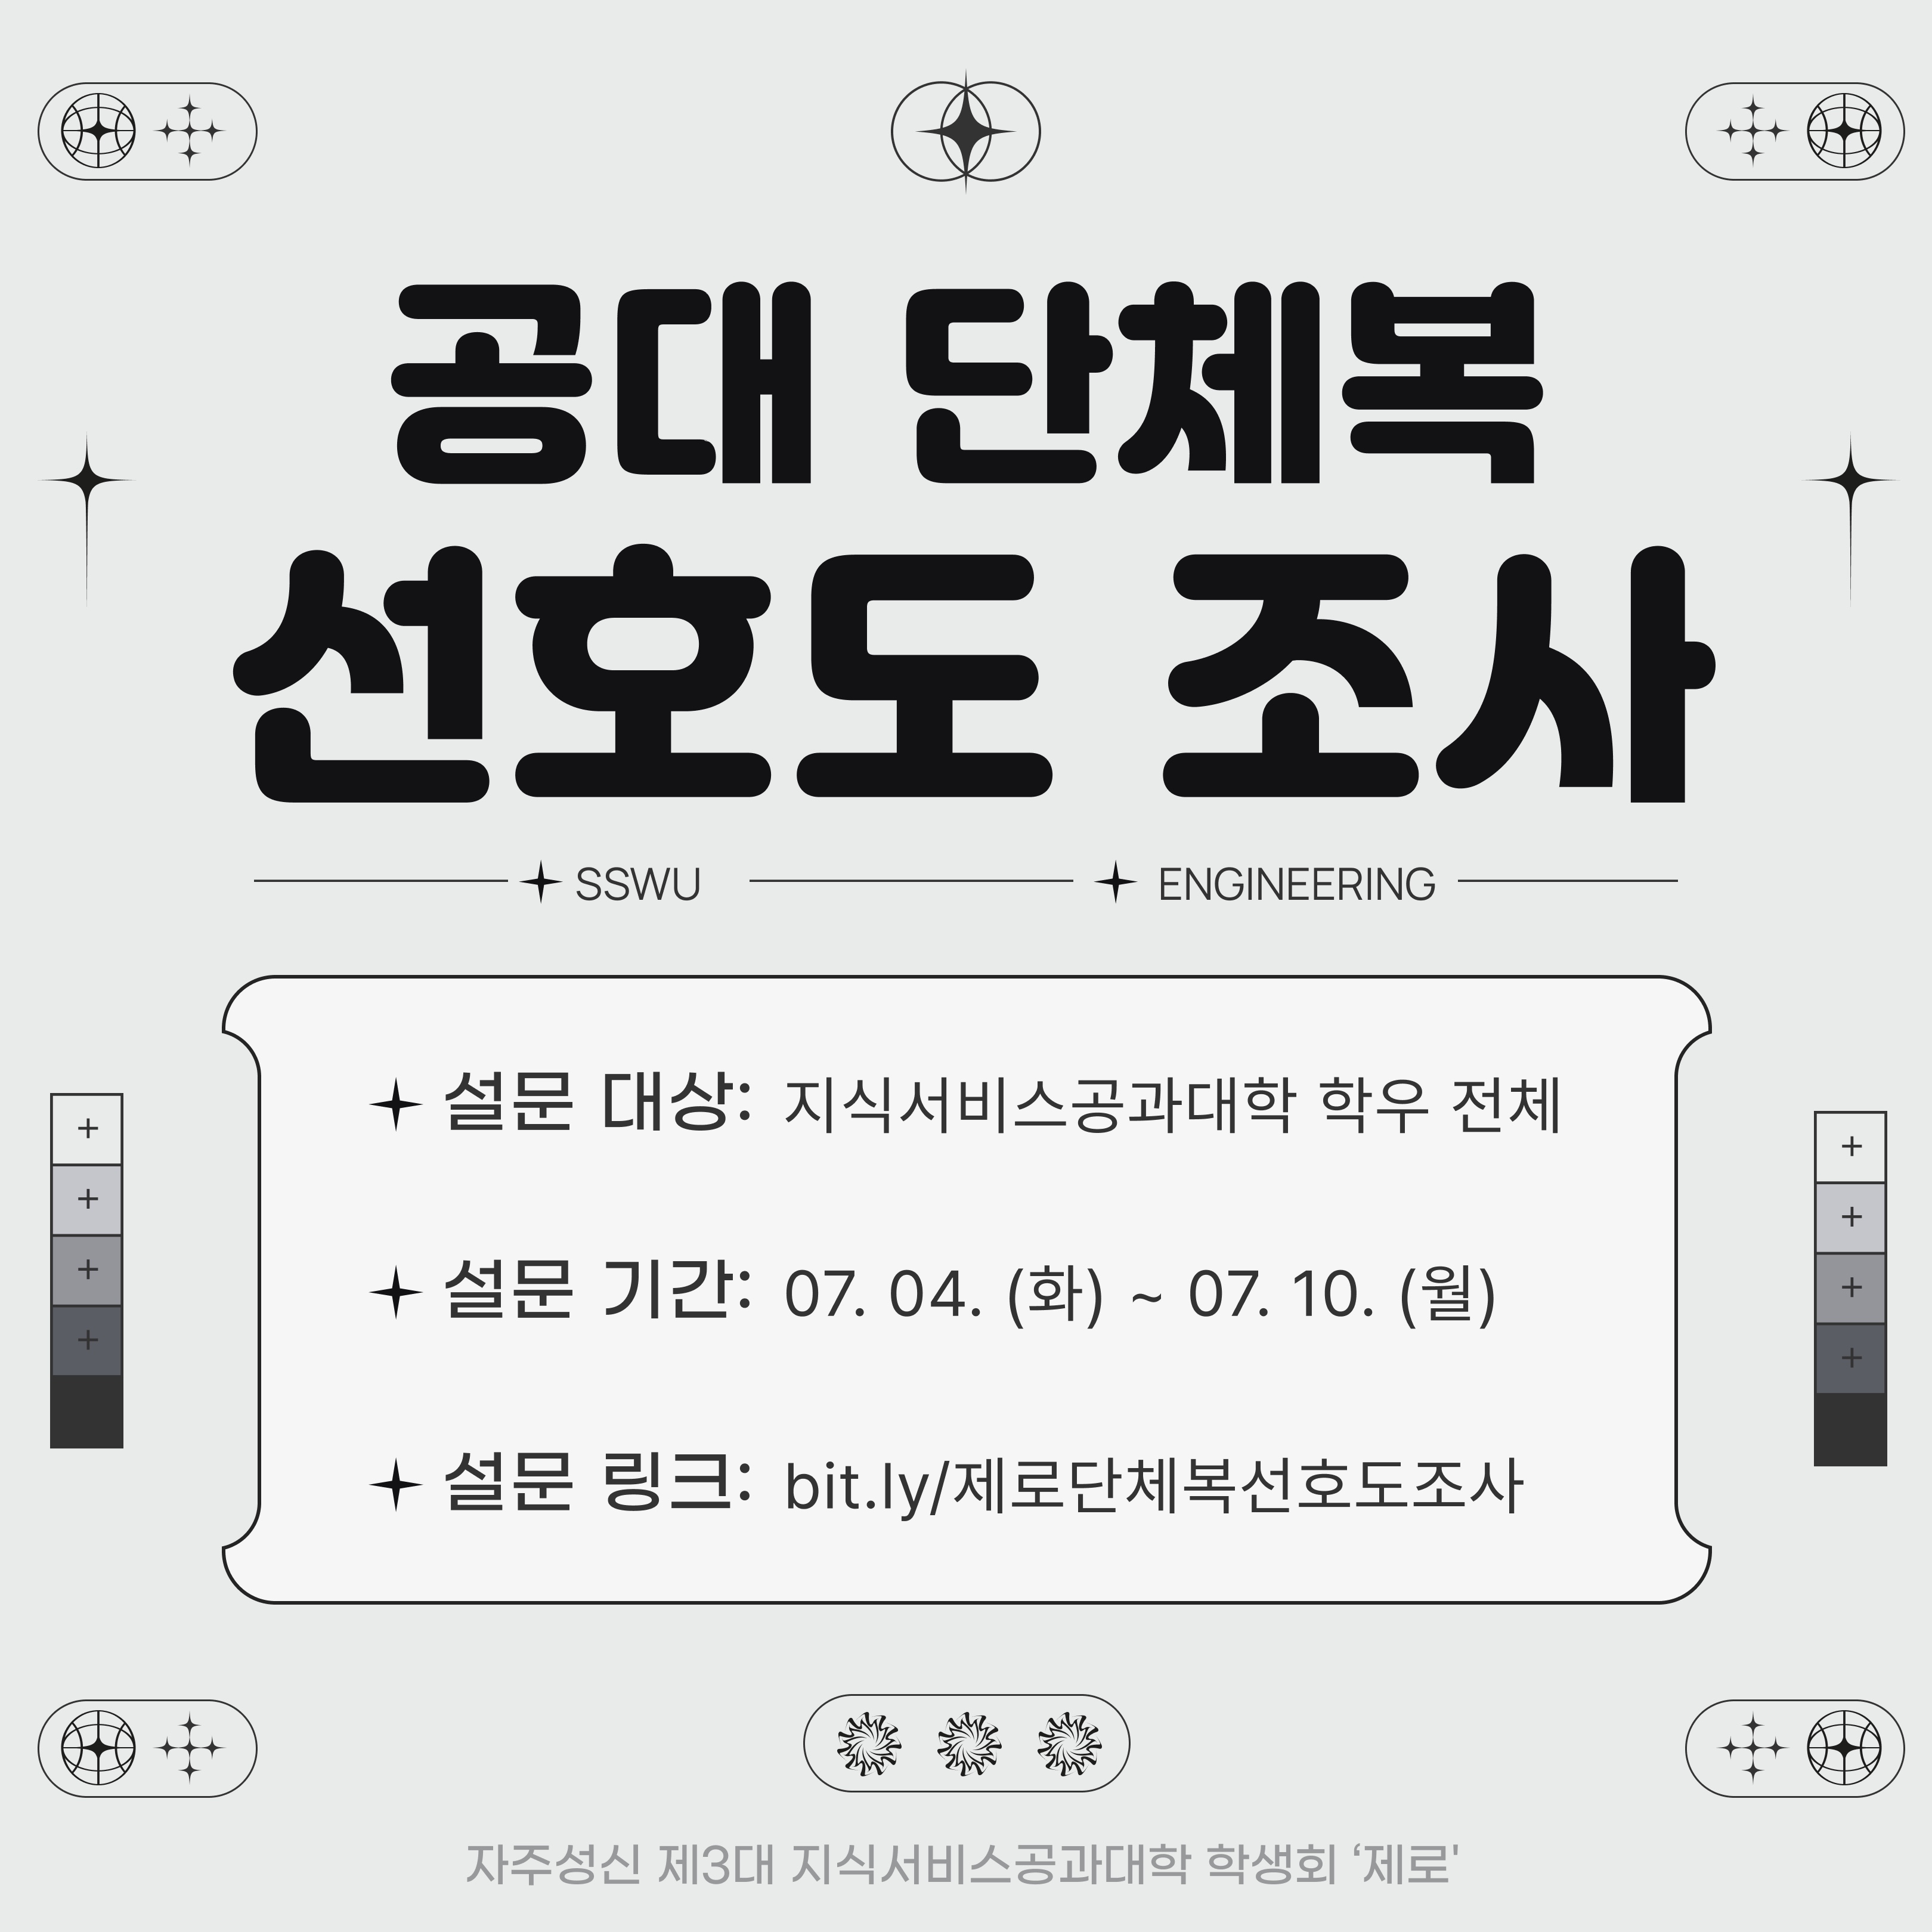 공대 단체복
선호도 조사
SSWU ENGINEERING
설문 대상: 지식서비스공과대학 학우 전체
설문 기간: 07. 04. (화) ~ 07. 10. (월)
설문 링크: bit.ly/제로단체복선호도조사
자주성신 제3대 지식서비스공과대학 학생회 ‘제로'